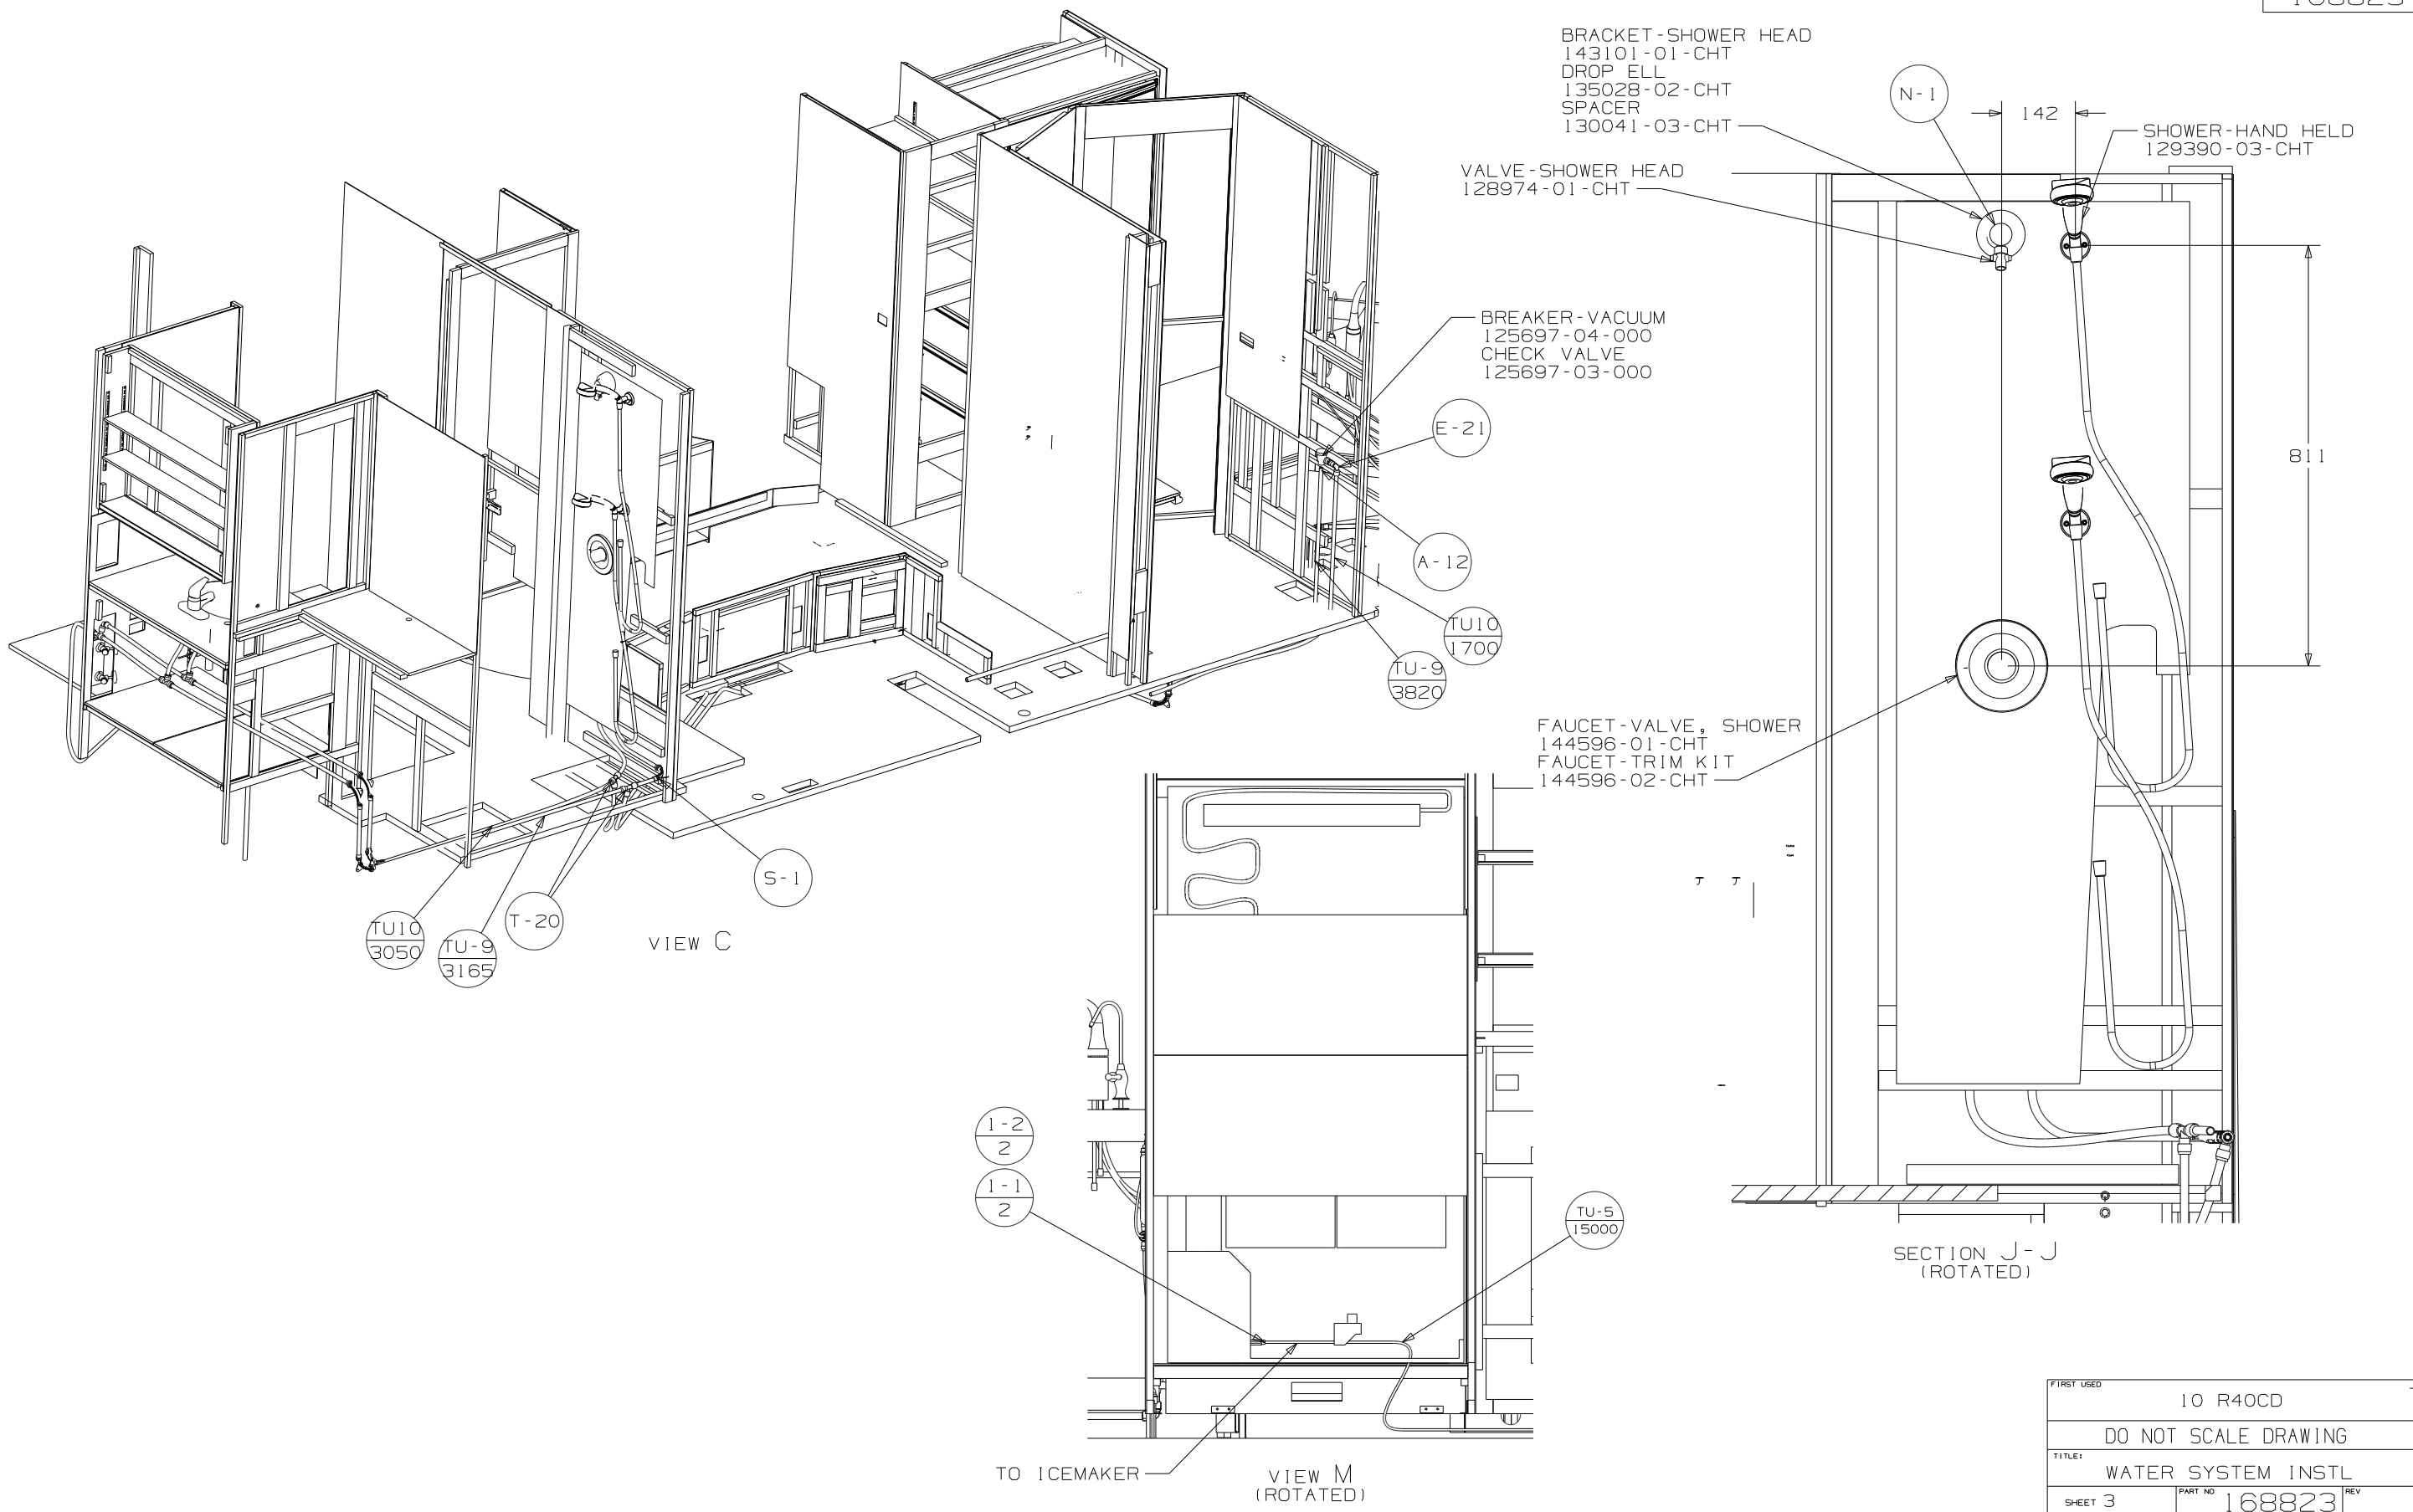 BRACKET-SHOWER HEAD
143101-01-CHT
DROP ELL
135028-02-CHT
SPACER
130041-03-CHT
N-1
142
SHOWER-HAND HELD
129390-03-CHT
VALVE-SHOWER HEAD
128974-01-CHT
BREAKER-VACUUM
125697-04-000
CHECK VALVE
125697-03-000
E-21
811
A-12
TU10
1700
TU-9
3820
FAUCET-VALVE, SHOWER
144596-01-CHT
FAUCET-TRIM KIT
144596-02-CHT
S-1
T-20
TU10
3050
TU-9
3165
VIEW C
1-2
2
1-1
2
TU-5
15000
SECTION J-J
(ROTATED)
TO ICEMAKER
VIEW M
(ROTATED)
FIRST USED
10 R40CD
DO NOT SCALE DRAWING
TITLE:
WATER SYSTEM INSTL
SHEET 3
PART NO 168823
REV